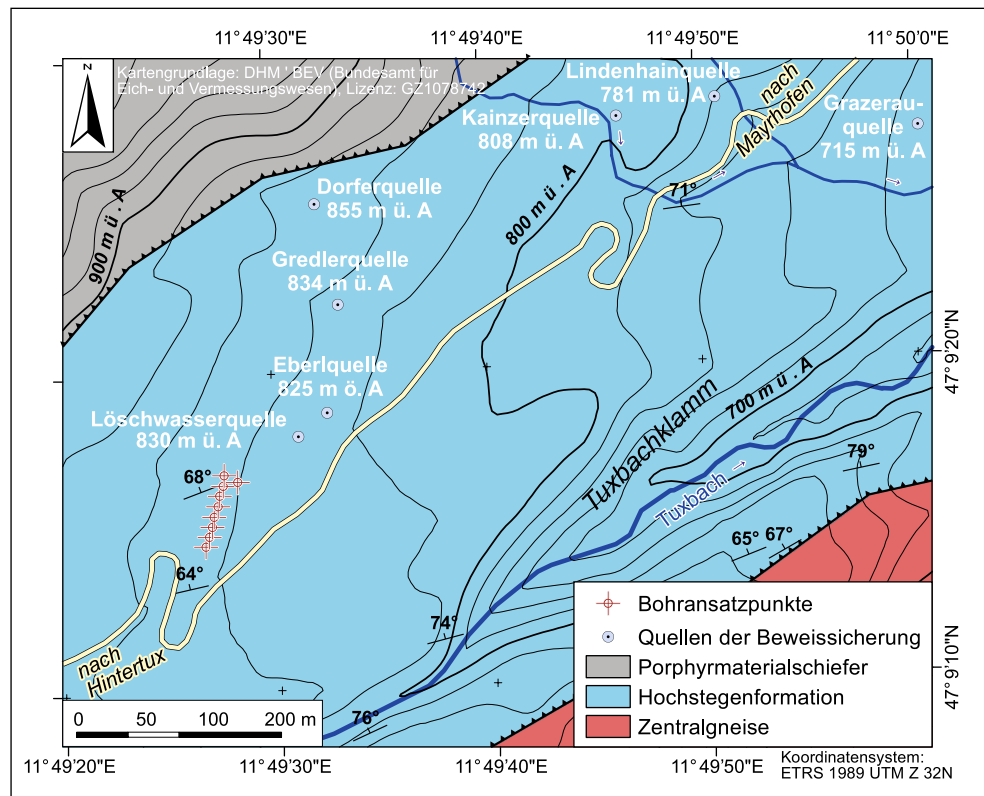 11°49'30"E
11°49'40"E
11°49'50"E
11°50'00"E
N
Kartengrundlage: DHM ' BEV (Bundesamt für
Eich- und Vermessungswesen), Lizenz: GZ1078742
Lindenhainquelle
781 m ü. A
nach
Mayrhofen
Grazerau-
quelle
715 m ü. A
Kainzerquelle
808 m ü. A
Dorferquelle
855 m ü. A
71°
800 m ü . A
900 m ü . A
Gredlerquelle
834 m ü. A
47° 9'20"N
Eberlquelle
825 m ö. A
Löschwasserquelle
830 m ü. A
700 m ü . A
Tuxbachklamm
68°
79°
Tuxbach
65°
67°
64°
74°
nach
Hintertux
76°
Bohransatzpunkte
Quellen der Beweissicherung
Porphyrmaterialschiefer
Hochstegenformation
Zentralgneise
47° 9'10"N
0 50 100 200 m
Koordinatensystem:
ETRS 1989 UTM Z 32N
11°49'20"E
11°49'30"E
11°49'40"E
11°49'50"E